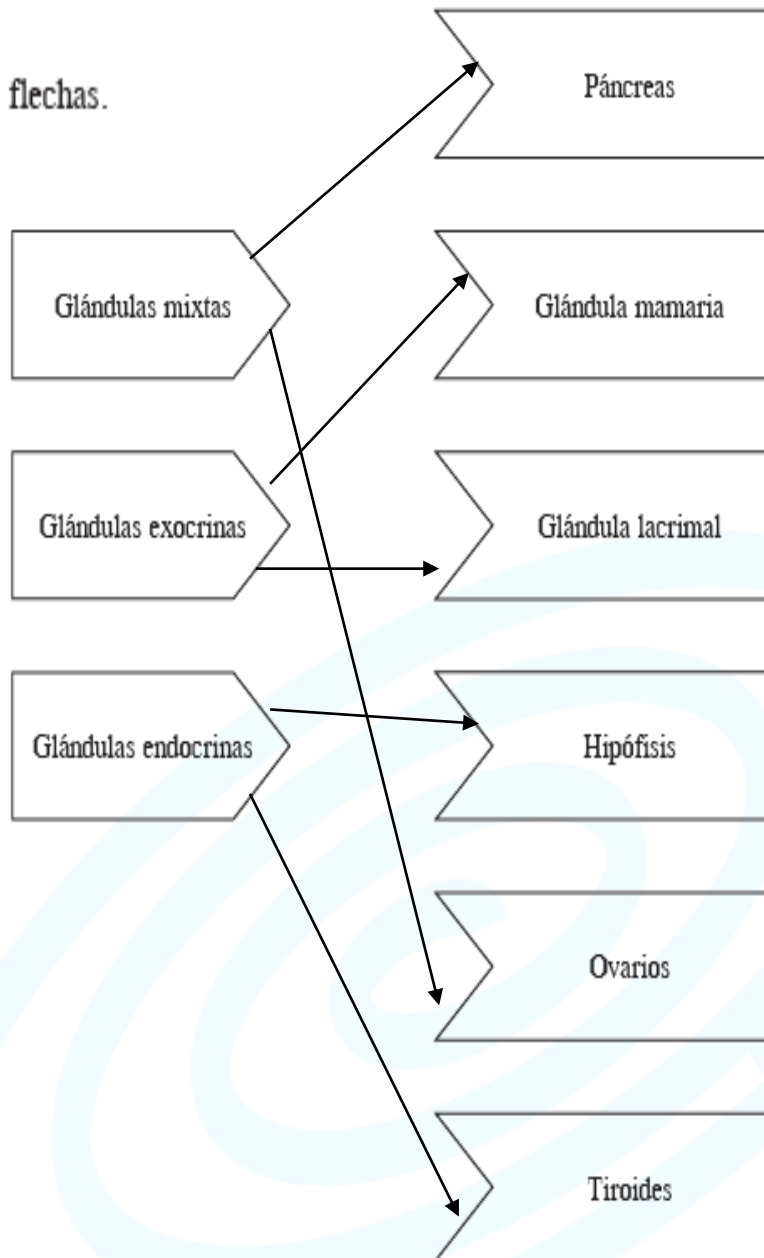 flechas.
Glándulas mixtas
Glándulas exocrinas
Glándulas endocrinas
Páncreas
Glándula mamaria
Glándula lacrimal
Hipófisis
Ovarios
Tiroides